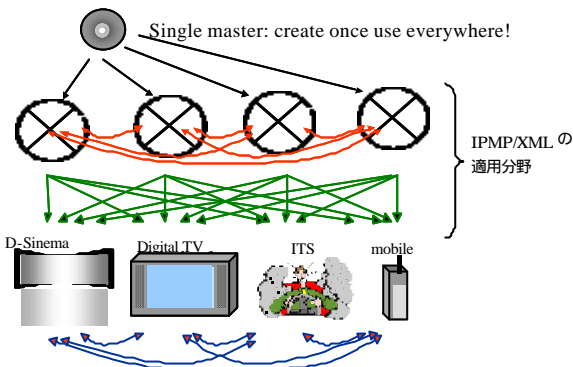 Single master: create once use everywhere!
IPMP/XML の
適用分野
D-Sinema
Digital TV
ITS
mobile